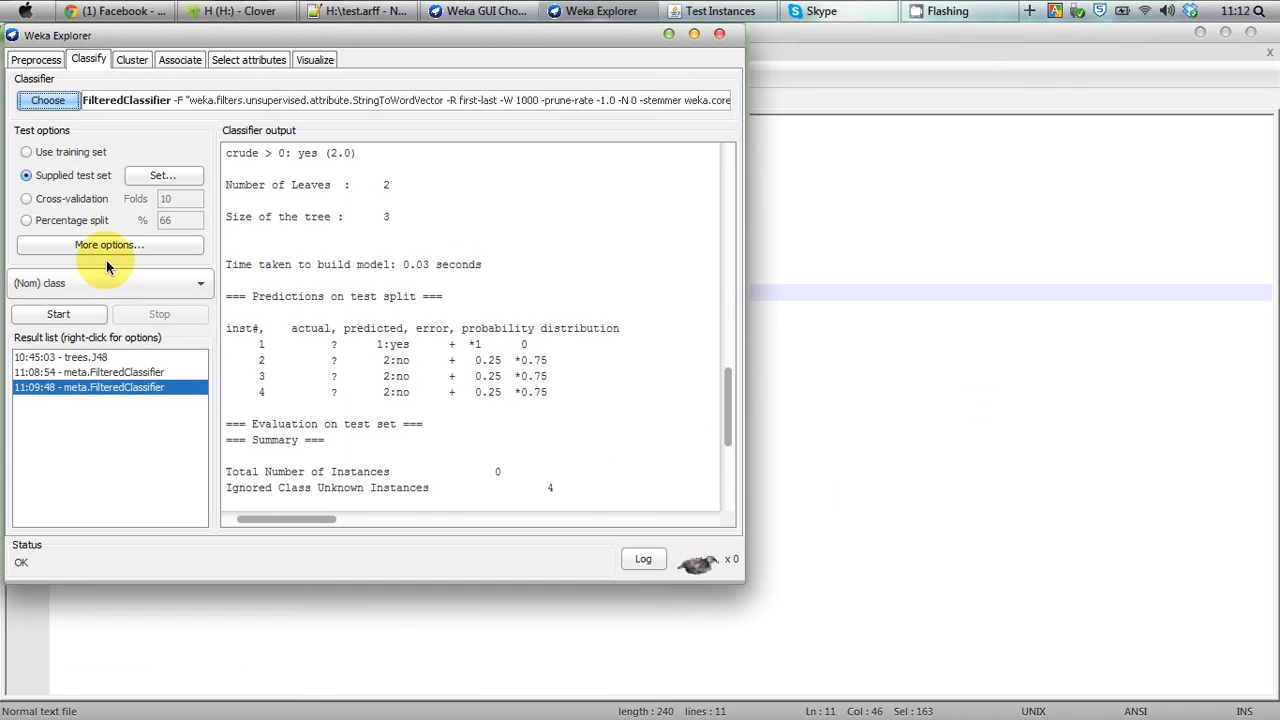 (1) Facebook - ...
H (H:) - Clover
H:\test.arff - N...
Weka GUI Choo...
Weka Explorer
Test Instances
Skype
Flashing
11:12
Weka Explorer
Preprocess Classify Cluster Associate Select attributes Visualize
Classifier
Choose FilteredClassifier -F "weka.filters.unsupervised.attribute.StringToWordVector -R first-last -W 1000 -prune-rate -1.0 -N 0 -stemmer weka.core
Test options
Use training set
Supplied test set Set...
Cross-validation Folds 10
Percentage split % 66
More options...
(Nom) class
Start Stop
Result list (right-click for options)
10:45:03 - trees.J48
11:08:54 - meta.FilteredClassifier
11:09:48 - meta.FilteredClassifier
Classifier output
crude > 0: yes (2.0)
Number of Leaves : 2
Size of the tree : 3
Time taken to build model: 0.03 seconds
=== Predictions on test split ===
inst#, actual, predicted, error, probability distribution
1 ? 1:yes + *1 0
2 ? 2:no + 0.25 *0.75
3 ? 2:no + 0.25 *0.75
4 ? 2:no + 0.25 *0.75
=== Evaluation on test set ===
=== Summary ===
Total Number of Instances 0
Ignored Class Unknown Instances 4
Status
OK
Log
x 0
Normal text file
length : 240 lines : 11
Ln : 11 Col : 46 Sel : 163
UNIX
ANSI
INS